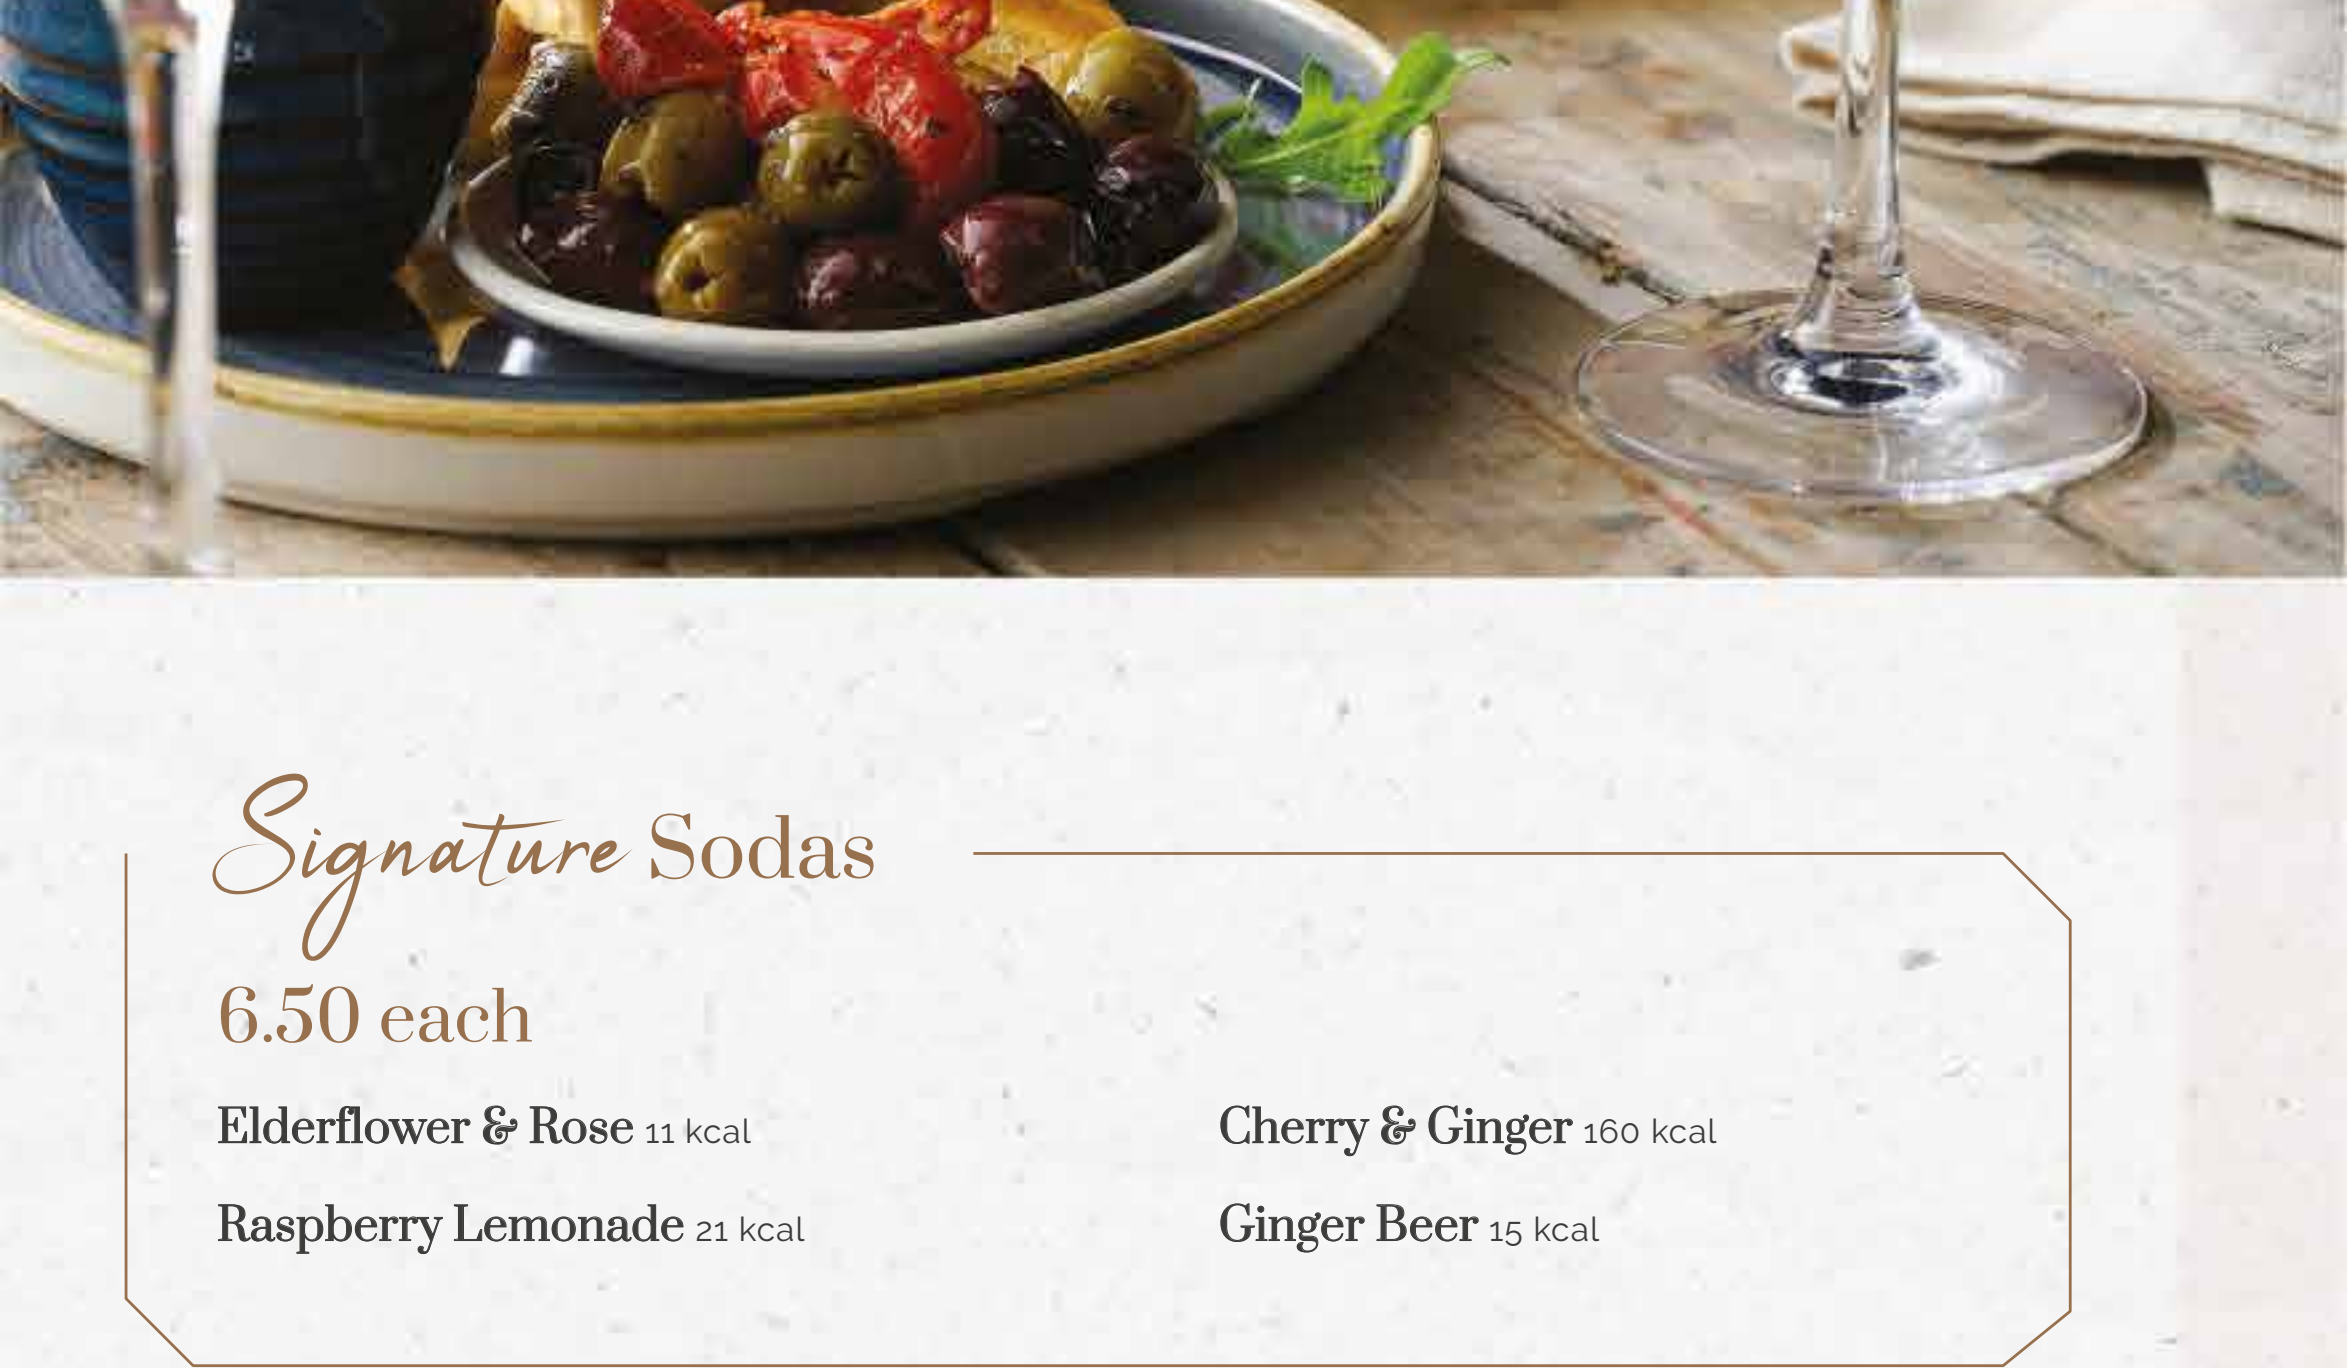 Signature Sodas
6.50 each
Elderflower & Rose 11 kcal
Raspberry Lemonade 21 kcal
Cherry & Ginger 160 kcal
Ginger Beer 15 kcal